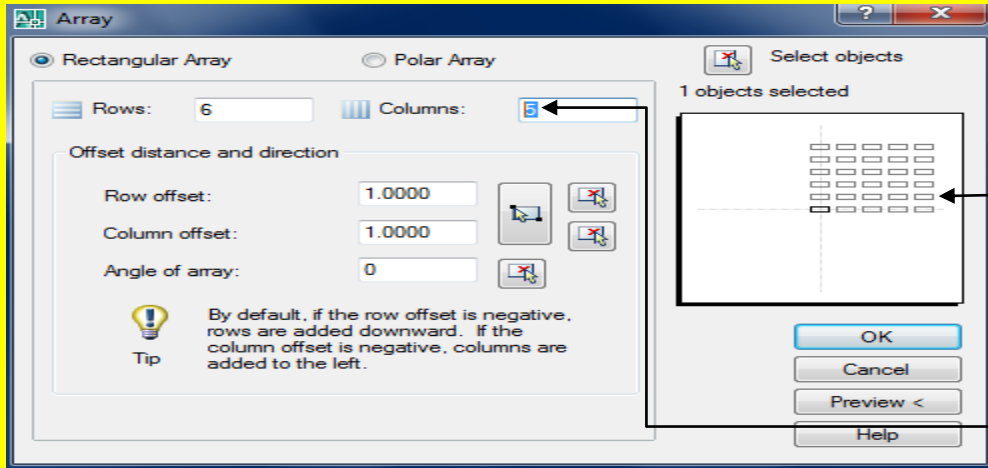 Array
?
Rectangular Array
Polar Array
Select objects
1 objects selected
Rows:
6
Columns:
5
Offset distance and direction
Row offset:
1.0000
Column offset:
1.0000
Angle of array:
0
Tip
By default, if the row offset is negative,
rows are added downward. If the
column offset is negative, columns are
added to the left.
OK
Cancel
Preview <
Help